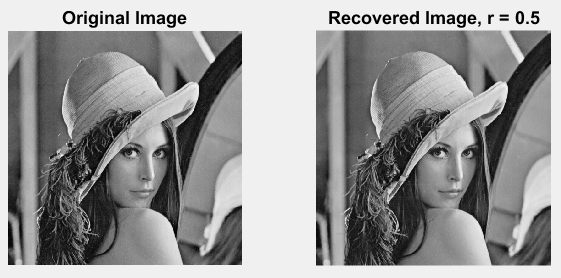 Original Image
Recovered Image, r = 0.5